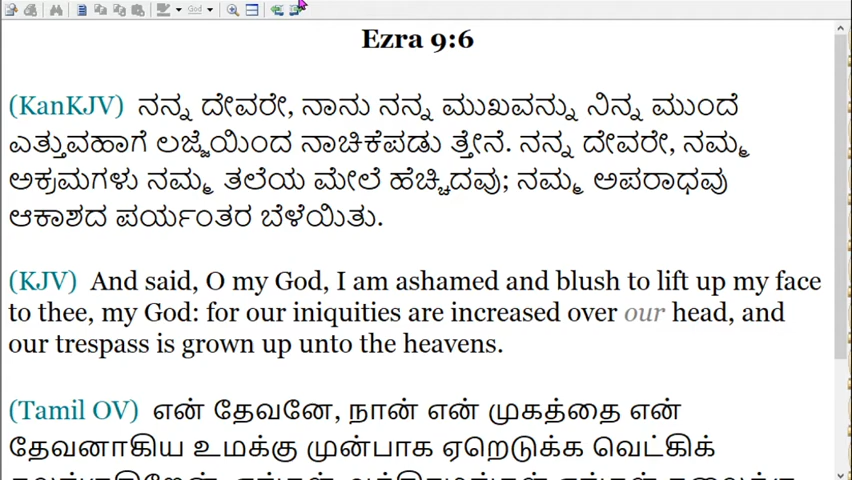 Ezra 9:6
(KanKJV) ನನ್ನ ದೇವರೇ, ನಾನು ನನ್ನ ಮುಖವನ್ನು ನಿನ್ನ ಮುಂದೆ
ಎತ್ತುವಹಾಗೆ ಲಜ್ಜೆಯಿಂದ ನಾಚಿಕೆಪಡು ತ್ತೇನೆ. ನನ್ನ ದೇವರೇ, ನಮ್ಮ
ಅಕ್ರಮಗಳು ನಮ್ಮ ತಲೆಯ ಮೇಲೆ ಹೆಚ್ಚಿದವು; ನಮ್ಮ ಅಪರಾಧವು
ಆಕಾಶದ ಪರ್ಯಂತರ ಬೆಳೆಯಿತು.
(KJV) And said, O my God, I am ashamed and blush to lift up my face
to thee, my God: for our iniquities are increased over our head, and
our trespass is grown up unto the heavens.
(Tamil OV) என் தேவனே, நான் என் முகத்தை என்
தேவனாகிய உமக்கு முன்பாக ஏறெடுக்க வெட்கிக்